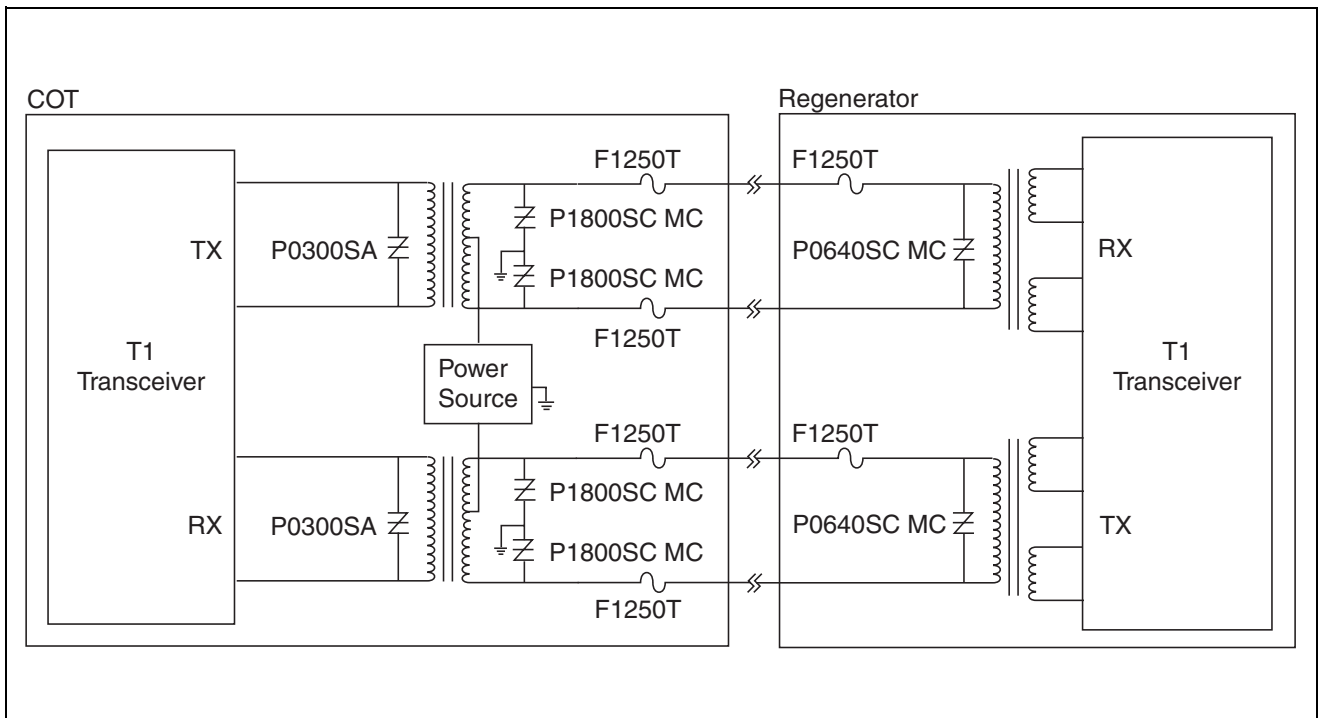 COT
Regenerator
F1250T
F1250T
P1800SC MC
TX
P0300SA
P0640SC MC
RX
P1800SC MC
F1250T
T1
Transceiver
Power
Source
T1
Transceiver
F1250T
F1250T
P1800SC MC
RX
P0300SA
P0640SC MC
TX
P1800SC MC
F1250T